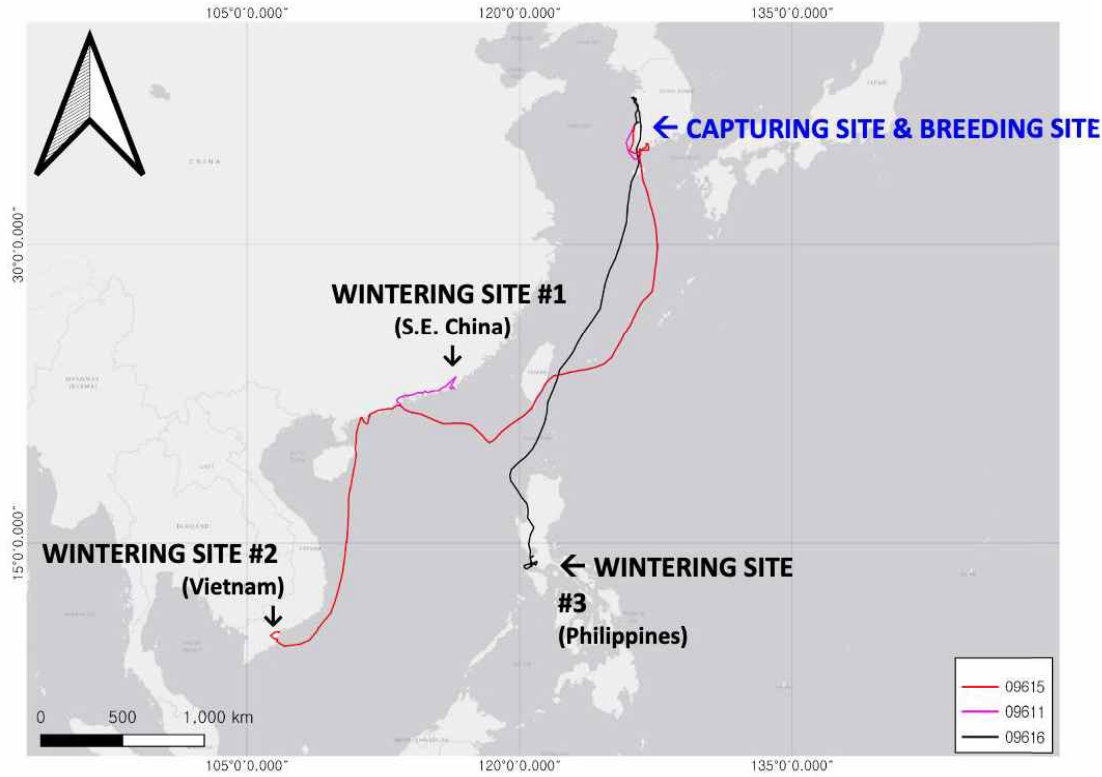 105°0'0.000" 120°0'0.000" 135°0'0.000"
← CAPTURING SITE & BREEDING SITE
CHINA
30°0'0.000"
WINTERING SITE #1
(S.E. China)
↓
15°0'0.000"
WINTERING SITE #2
(Vietnam)
↓
← WINTERING SITE
#3
(Philippines)
09615
09611
09616
0 500 1,000 km
105°0'0.000" 120°0'0.000" 135°0'0.000"